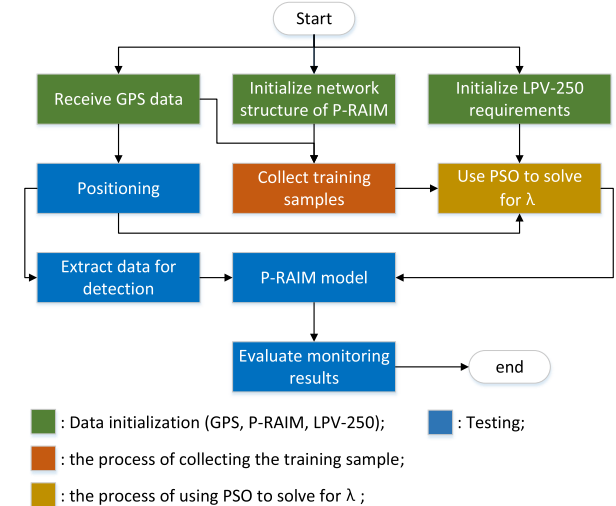 Start
Receive GPS data
Initialize network
structure of P-RAIM
Initialize LPV-250
requirements
Positioning
Collect training
samples
Use PSO to solve
for λ
Extract data for
detection
P-RAIM model
Evaluate monitoring
results
end
: Data initialization (GPS, P-RAIM, LPV-250);
: Testing;
: the process of collecting the training sample;
: the process of using PSO to solve for λ ;